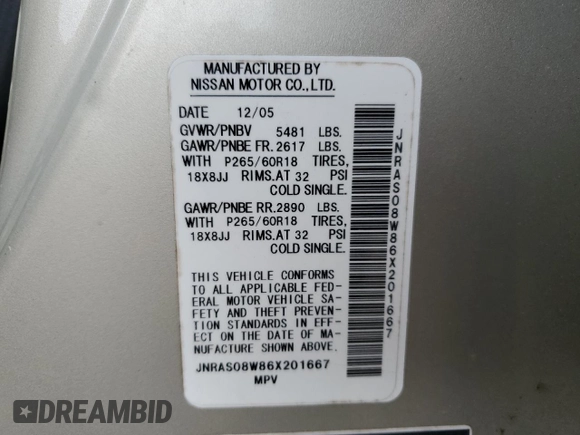 MANUFACTURED BY
NISSAN MOTOR CO.,LTD.
DATE 12/05
GVWR/PNBV 5481 LBS.
GAWR/PNBE FR.2617 LBS.
WITH P265/60R18 TIRES,
18X8JJ RIMS.AT 32 PSI
COLD SINGLE.
GAWR/PNBE RR.2890 LBS.
WITH P265/60R18 TIRES,
18X8JJ RIMS.AT 32 PSI
COLD SINGLE.
THIS VEHICLE CONFORMS
TO ALL APPLICABLE FED-
ERAL MOTOR VEHICLE SA-
FETY AND THEFT PREVEN-
TION STANDARDS IN EFF-
ECT ON THE DATE OF MA-
NUFACTURE SHOWN ABOVE.
JNRAS08W86X201667
MPV
JNRAS08W86X201667
DREAMBID